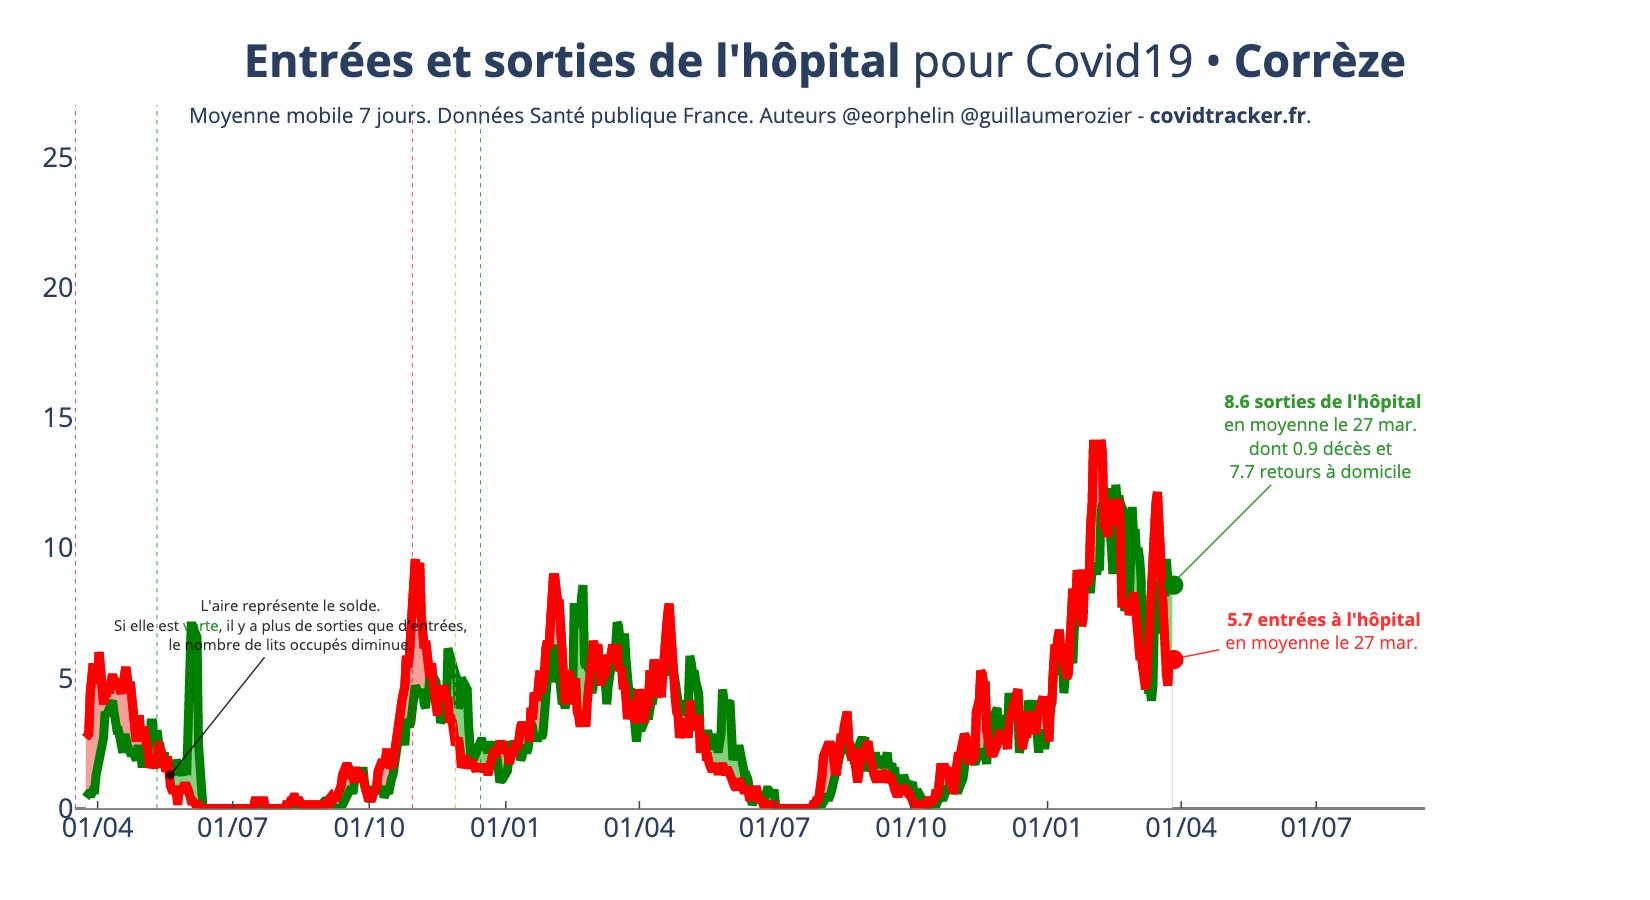 Entrées et sorties de l'hôpital pour Covid19 • Corrèze
Moyenne mobile 7 jours. Données Santé publique France. Auteurs @eorphelin @guillaumerozier - covidtracker.fr.
25
20
15
10
5
0
8.6 sorties de l'hôpital
en moyenne le 27 mar.
dont 0.9 décès et
7.7 retours à domicile
5.7 entrées à l'hôpital
en moyenne le 27 mar.
L'aire représente le solde.
Si elle est verte, il y a plus de sorties que d'entrées,
le nombre de lits occupés diminue.
01/04 01/07 01/10 01/01 01/04 01/07 01/10 01/01 01/04 01/07